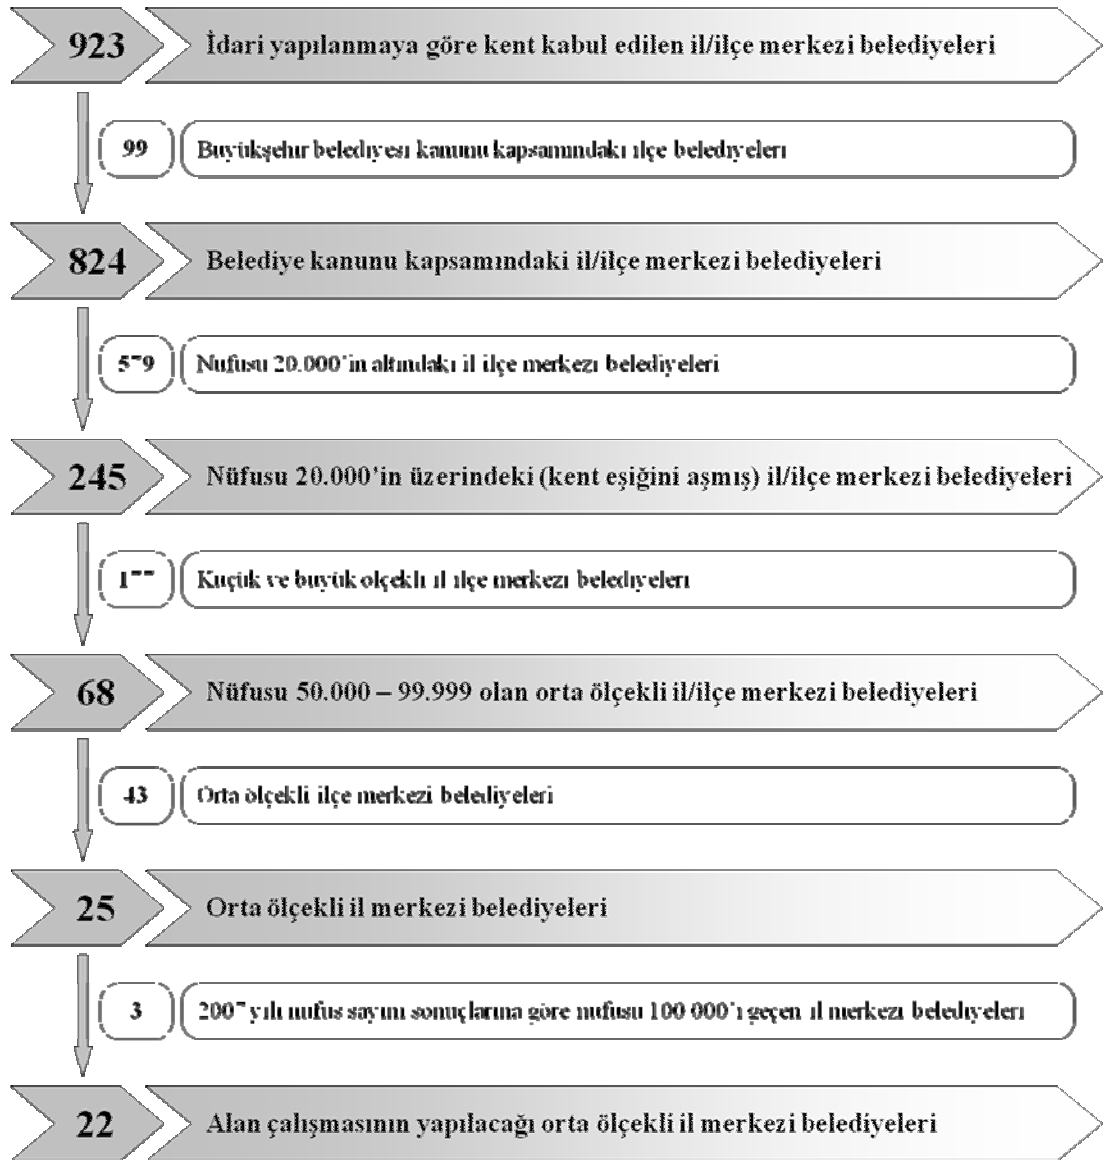 923 İdari yapılanmaya göre kent kabul edilen il/ilçe merkezi belediyeleri
99 Büyükşehir belediyesi kanunu kapsamındaki ilçe belediyeleri
824 Belediye kanunu kapsamındaki il/ilçe merkezi belediyeleri
579 Nüfusu 20.000'in altındaki il ilçe merkezi belediyeleri
245 Nüfusu 20.000'in üzerindeki (kent eşiğini aşmış) il/ilçe merkezi belediyeleri
177 Küçük ve büyük ölçekli il ilçe merkezi belediyeleri
68 Nüfusu 50.000 – 99.999 olan orta ölçekli il/ilçe merkezi belediyeleri
43 Orta ölçekli ilçe merkezi belediyeleri
25 Orta ölçekli il merkezi belediyeleri
3 2007 yılı nüfus sayım sonuçlarına göre nüfusu 100 000'i geçen il merkezi belediyeleri
22 Alan çalışmasının yapılacağı orta ölçekli il merkezi belediyeleri